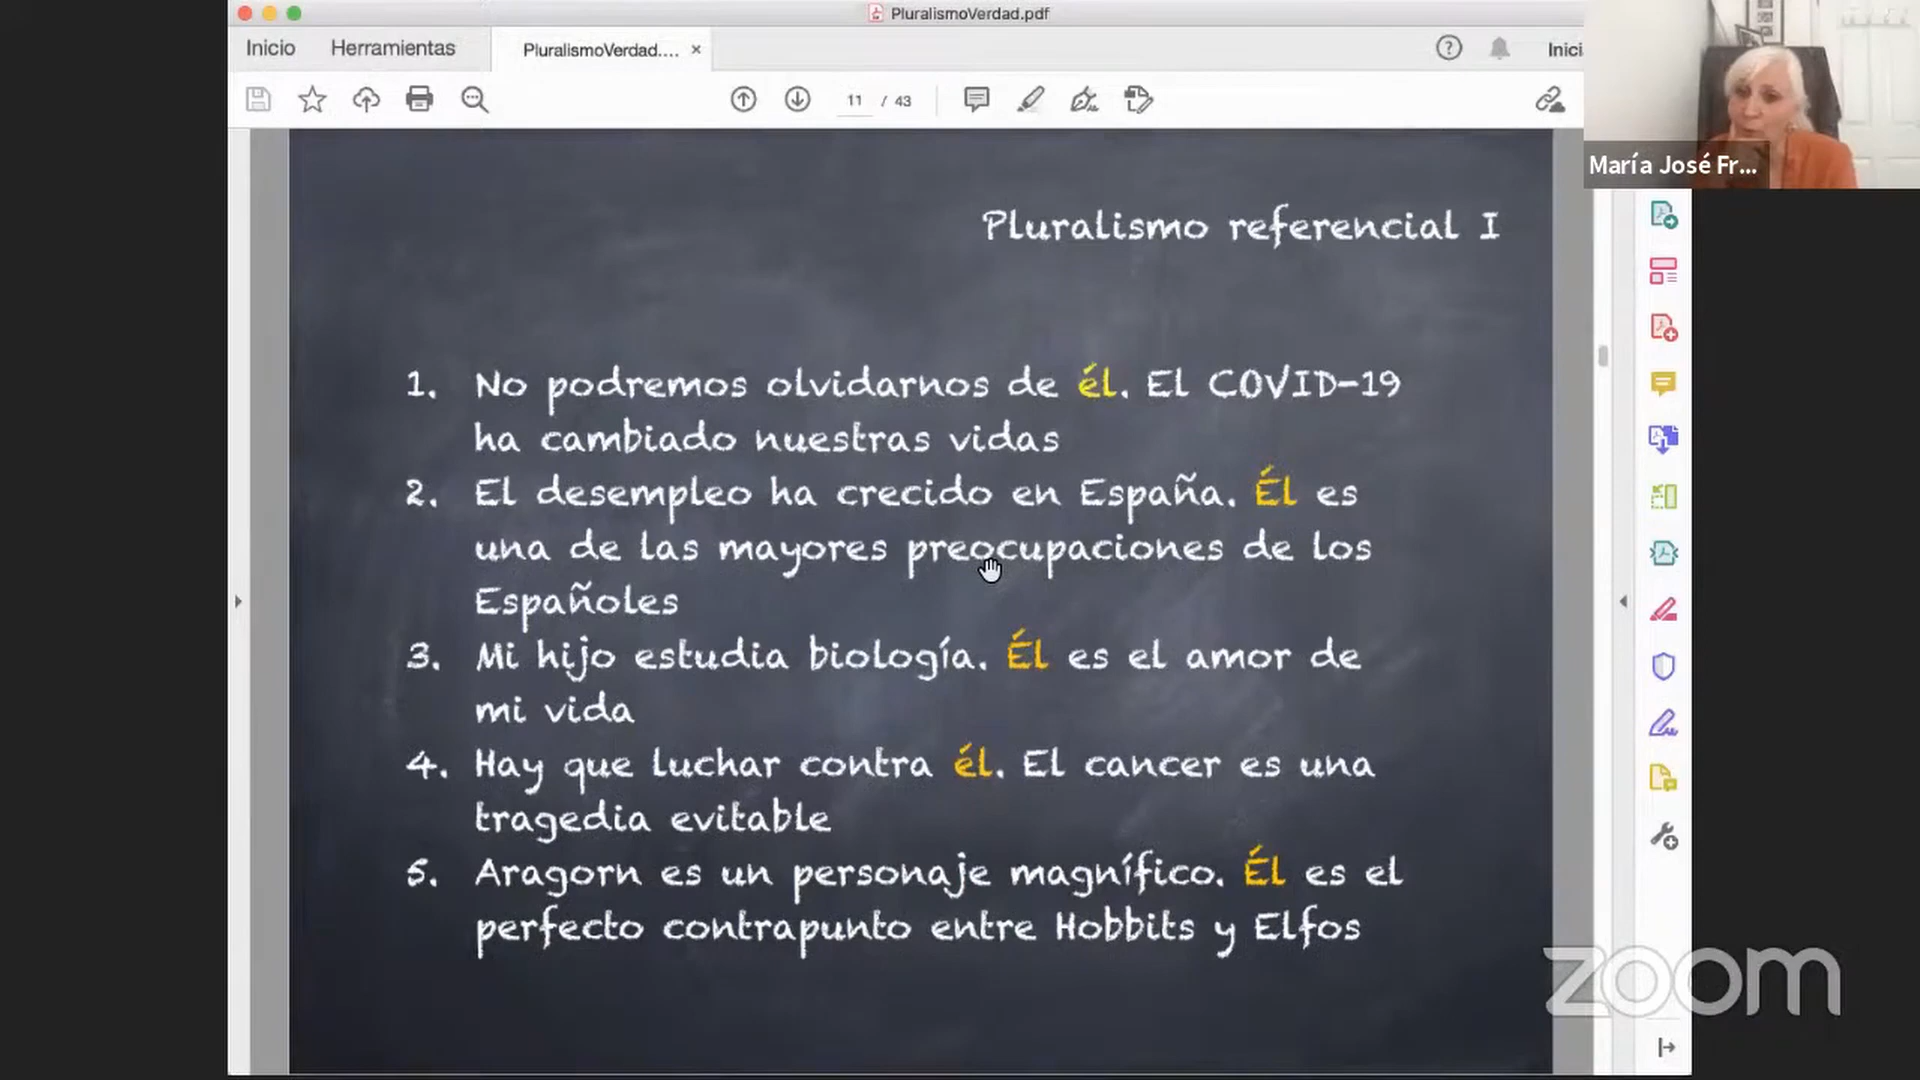 PluralismoVerdad.pdf
Inicio Herramientas PluralismoVerdad.... × Inici
11 / 43
María José Fr...
Pluralismo referencial I
1. No podremos olvidarnos de él. El COVID-19
ha cambiado nuestras vidas
2. El desempleo ha crecido en España. Él es
una de las mayores preocupaciones de los
Españoles
3. Mi hijo estudia biología. Él es el amor de
mi vida
4. Hay que luchar contra él. El cancer es una
tragedia evitable
5. Aragorn es un personaje magnífico. Él es el
perfecto contrapunto entre Hobbits y Elfos
zoom